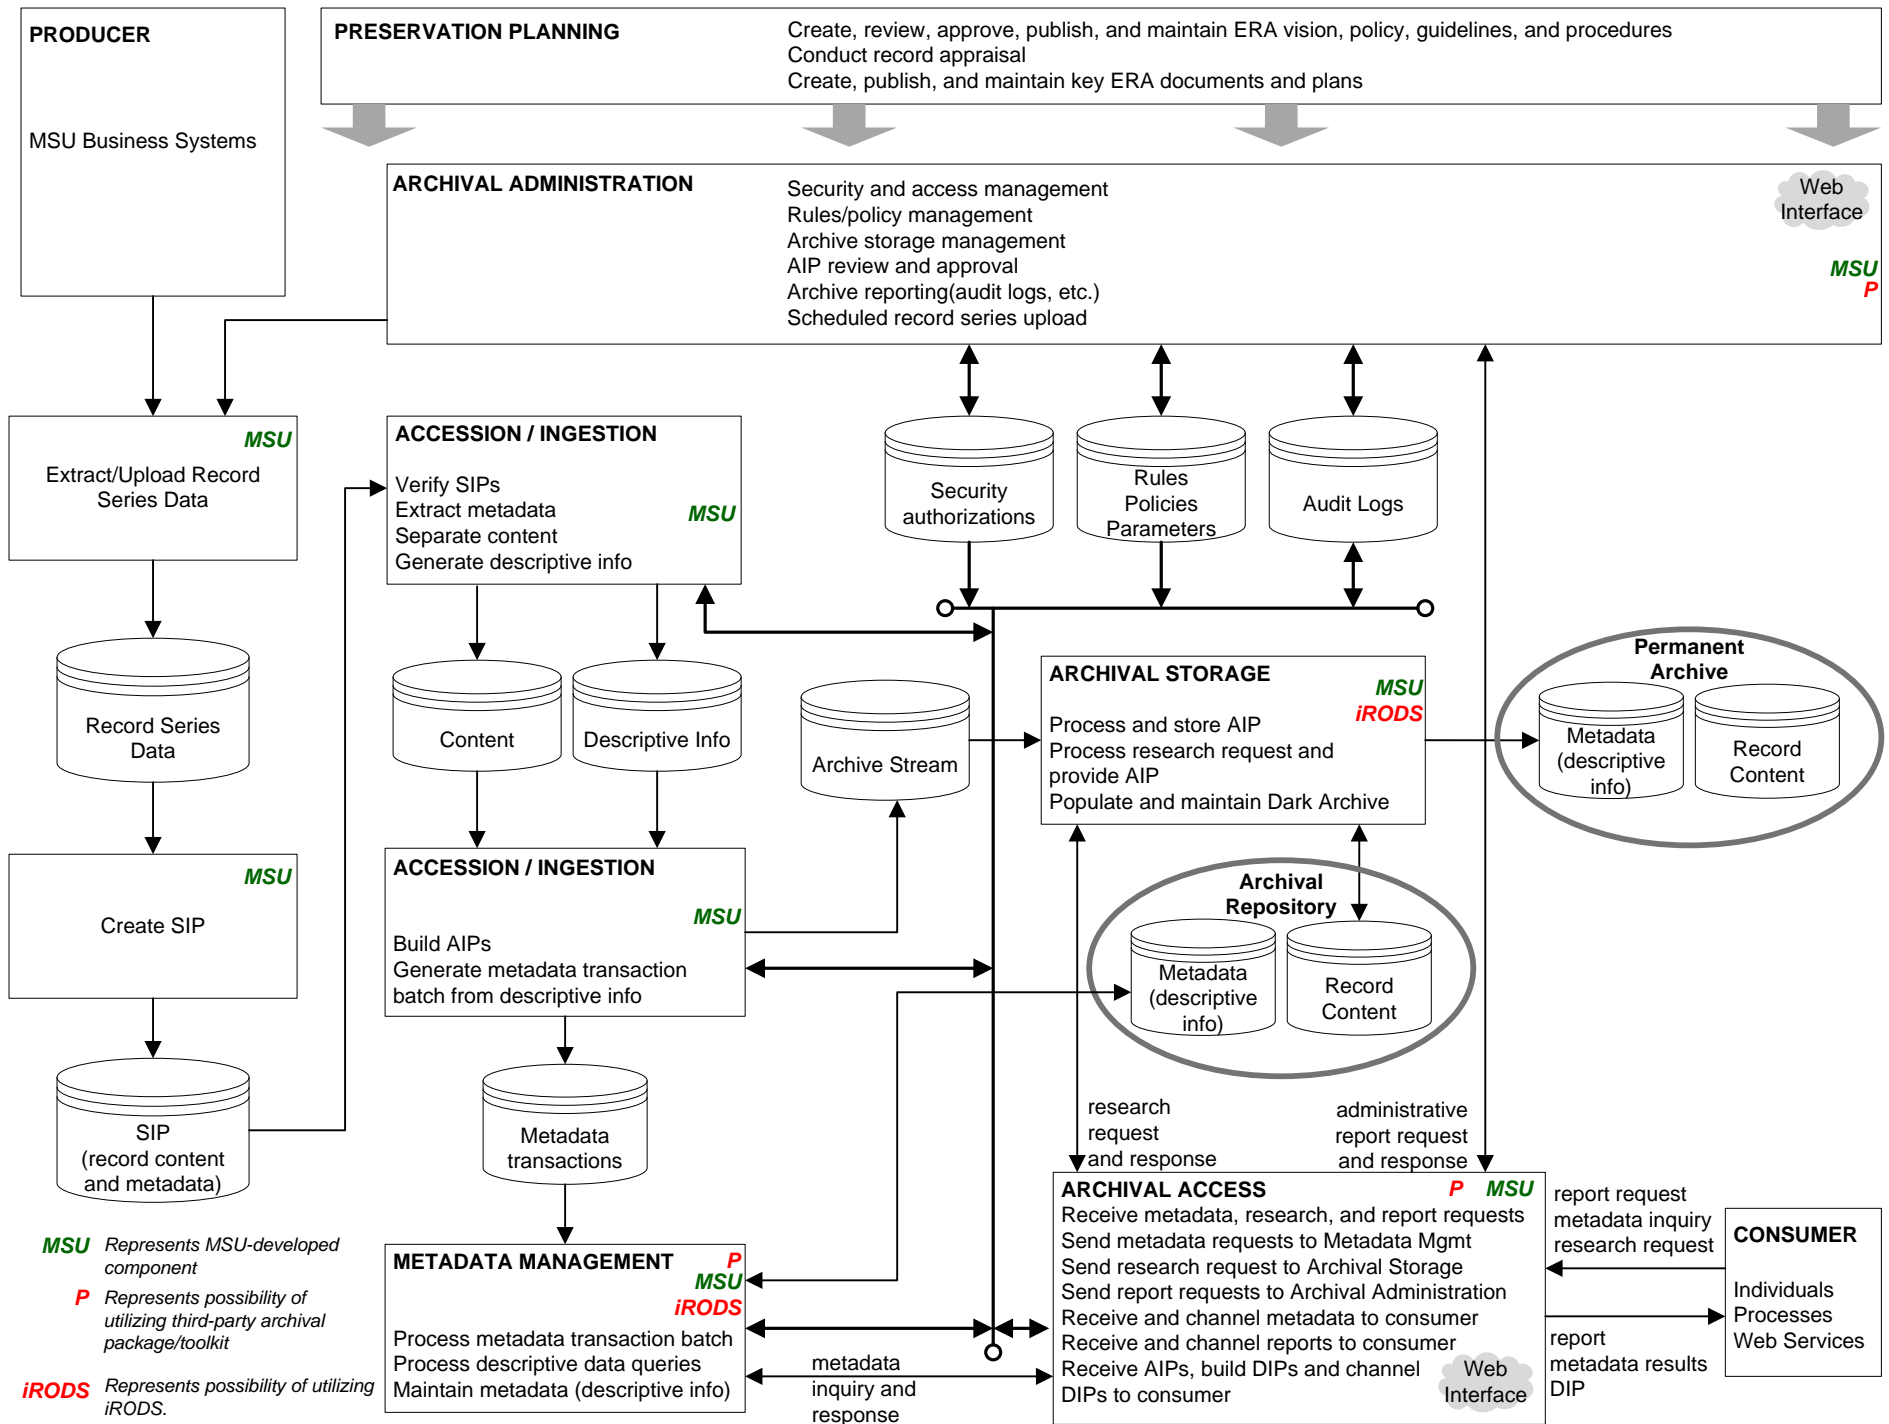 PRODUCER
MSU Business Systems
PRESERVATION PLANNING
Create, review, approve, publish, and maintain ERA vision, policy, guidelines, and procedures
Conduct record appraisal
Create, publish, and maintain key ERA documents and plans
ARCHIVAL ADMINISTRATION
Security and access management
Rules/policy management
Archive storage management
AIP review and approval
Archive reporting(audit logs, etc.)
Scheduled record series upload
Web
Interface
MSU
P
MSU
Extract/Upload Record
Series Data
ACCESSION / INGESTION
Verify SIPs
Extract metadata
Separate content
Generate descriptive info
MSU
Security
authorizations
Rules
Policies
Parameters
Audit Logs
Record Series
Data
Content
Descriptive Info
Archive Stream
ARCHIVAL STORAGE
MSU
iRODS
Process and store AIP
Process research request and
provide AIP
Populate and maintain Dark Archive
Permanent
Archive
Metadata
(descriptive
info)
Record
Content
MSU
Create SIP
ACCESSION / INGESTION
MSU
Build AIPs
Generate metadata transaction
batch from descriptive info
Archival
Repository
Metadata
(descriptive
info)
Record
Content
SIP
(record content
and metadata)
Metadata
transactions
research
request
and response
administrative
report request
and response
MSU Represents MSU-developed
component
P Represents possibility of
utilizing third-party archival
package/toolkit
iRODS Represents possibility of utilizing
iRODS.
METADATA MANAGEMENT
P
MSU
iRODS
Process metadata transaction batch
Process descriptive data queries
Maintain metadata (descriptive info)
metadata
inquiry and
response
ARCHIVAL ACCESS
P MSU
Receive metadata, research, and report requests
Send metadata requests to Metadata Mgmt
Send research request to Archival Storage
Send report requests to Archival Administration
Receive and channel metadata to consumer
Receive and channel reports to consumer
Receive AIPs, build DIPs and channel
DIPs to consumer
Web
Interface
report request
metadata inquiry
research request
report
metadata results
DIP
CONSUMER
Individuals
Processes
Web Services